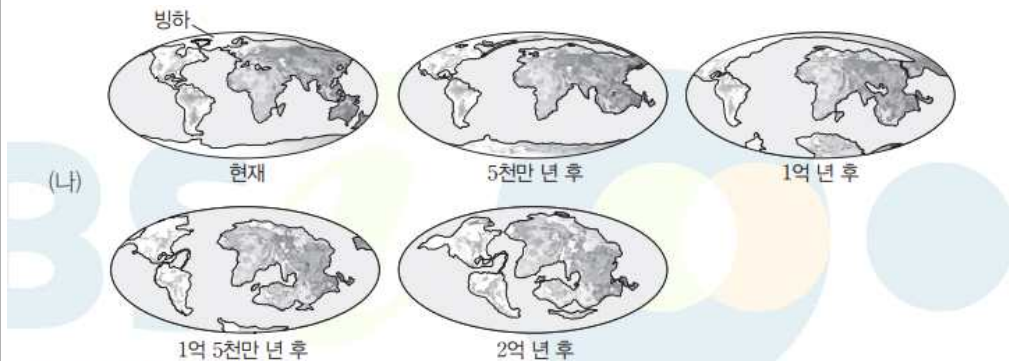 빙하
현재
5천만 년 후
1억 년 후
(나)
1억 5천만 년 후
2억 년 후